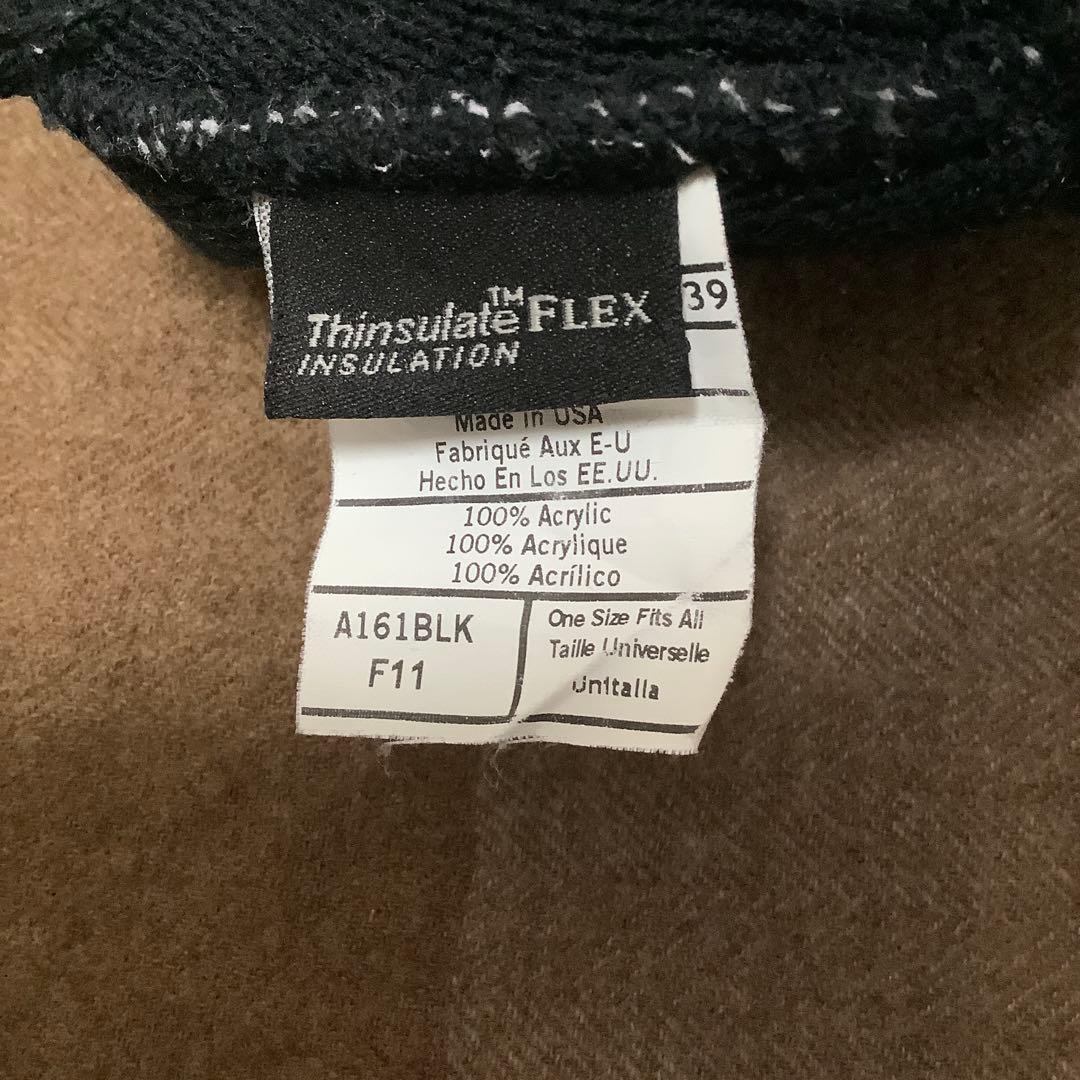 Thinsulate™ FLEX
INSULATION
39
Made in USA
Fabriqué Aux E-U
Hecho En Los EE.UU.
100% Acrylic
100% Acrylique
100% Acrílico
A161BLK
F11
One Size Fits All
Taille Universelle
Unitalla